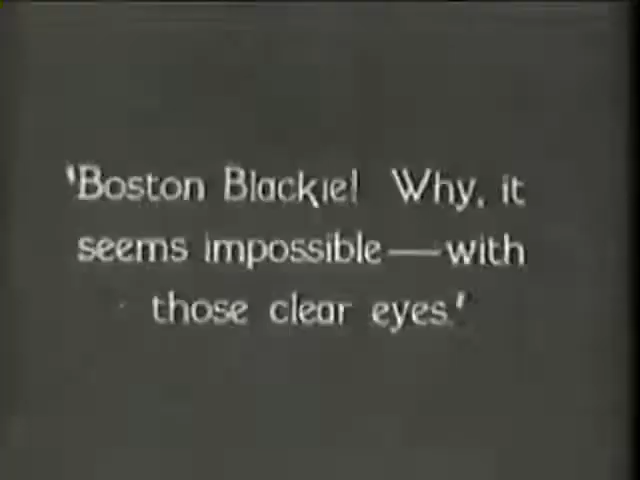 'Boston Blackie! Why, it
seems impossible—with
those clear eyes.'